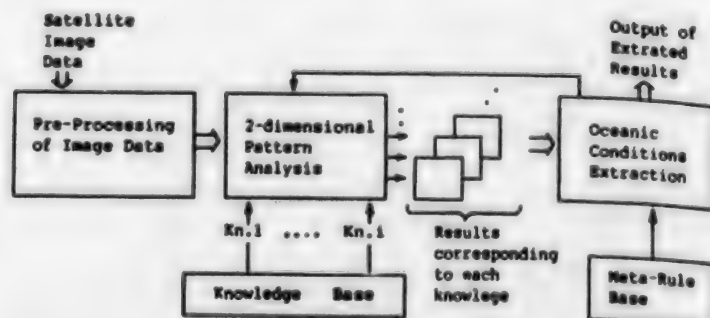 Satellite
Image
Data
Output of
Extrated
Results
Pre-Processing
of Image Data
2-dimensional
Pattern
Analysis
Oceanic
Conditions
Extraction
Kn.1 .... Kn.i
Results
corresponding
to each
knowlege
Knowledge Base
Meta-Rule
Base